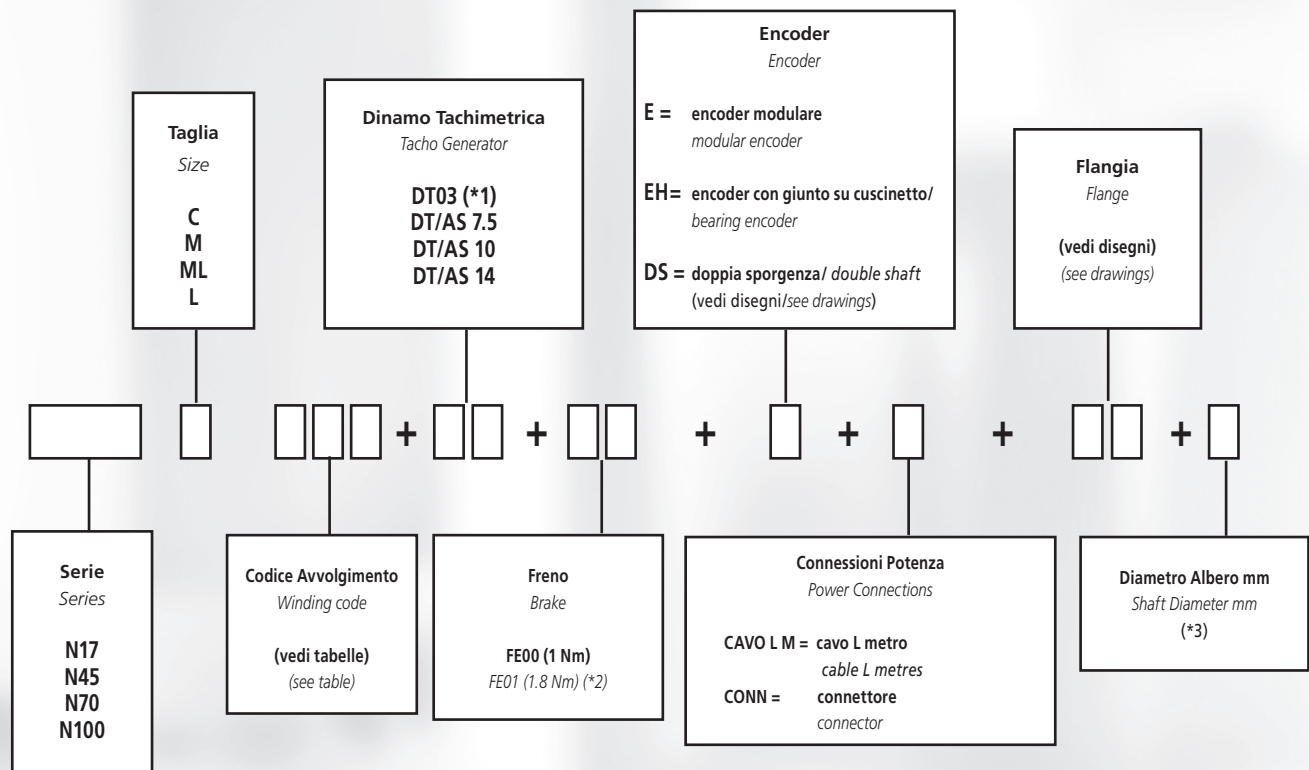 Encoder
Encoder
E = encoder modulare
modular encoder
EH= encoder con giunto su cuscinetto/
bearing encoder
DS = doppia sporgenza/ double shaft
(vedi disegni/see drawings)
Taglia
Size
C
M
ML
L
Dinamo Tachimetrica
Tacho Generator
DT03 (*1)
DT/AS 7.5
DT/AS 10
DT/AS 14
Flangia
Flange
(vedi disegni)
(see drawings)
+ + + + + +
Serie
Series
N17
N45
N70
N100
Codice Avvolgimento
Winding code
(vedi tabelle)
(see table)
Freno
Brake
FE00 (1 Nm)
FE01 (1.8 Nm) (*2)
Connessioni Potenza
Power Connections
CAVO L M = cavo L metro
cable L metres
CONN = connettore
connector
Diametro Albero mm
Shaft Diameter mm
(*3)